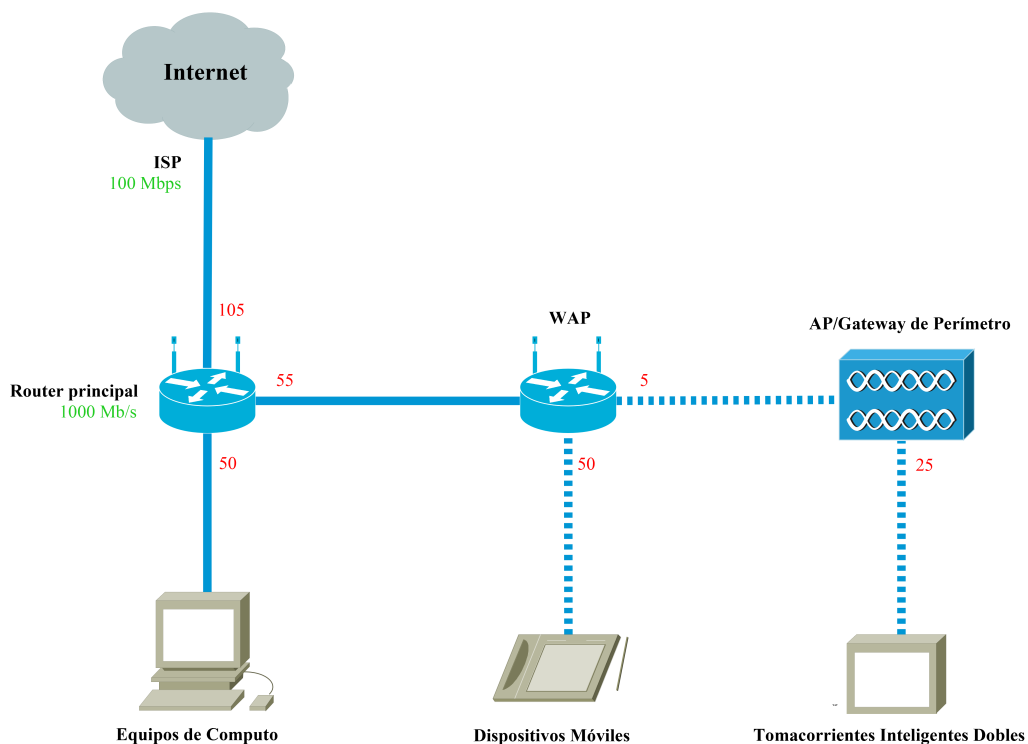 Internet
ISP
100 Mbps
105
WAP
AP/Gateway de Perímetro
Router principal
1000 Mb/s
55
5
50
50
25
Equipos de Computo
Dispositivos Móviles
Tomacorrientes Inteligentes Dobles